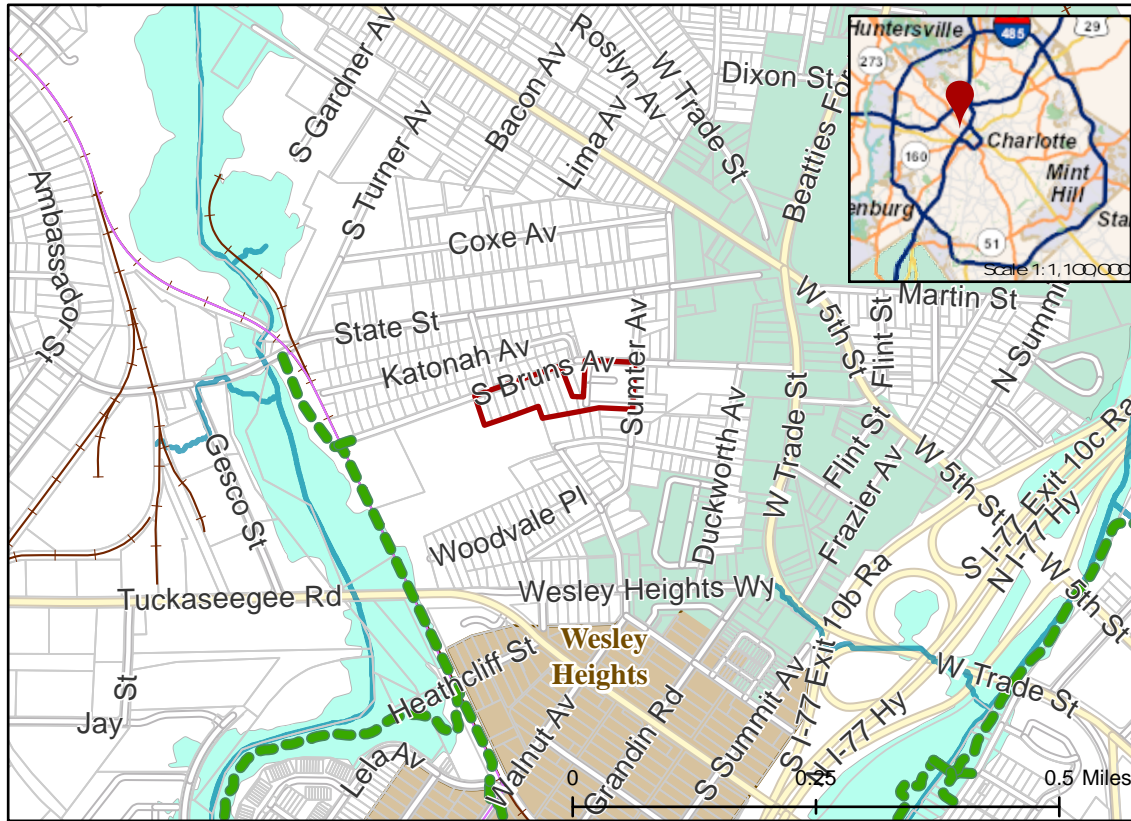 S Gardner Av
S Turner Av
Bacon Av
Roslyn Av
Lima Av
W Trade St
Dixon St
Beatties For
Huntersville
485
29
273
Charlotte
160
Mint
Hill
enburg
Sta
51
Scale 1: 1,100,000
Ambassador St
Coxe Av
State St
Katonah Av
S Bruns Av
Sumter Av
W 5th St
Martin St
Flint St
N Summi
Gesco St
Woodvale Pl
Duckworth Av
W Trade St
Flint St
Frazier Av
W 5th St
S I-77 Exit 10c Ra
N I-77 Hy
W 5th St
Tuckaseegee Rd
Wesley Heights Wy
S I-77 Exit 10b Ra
Wesley
Heights
Heathcliff St
Jay St
Lela Av
Walnut Av
Grandin Rd
S Summit Av
N I-77 Hy
W Trade St
0 0.25 0.5 Miles